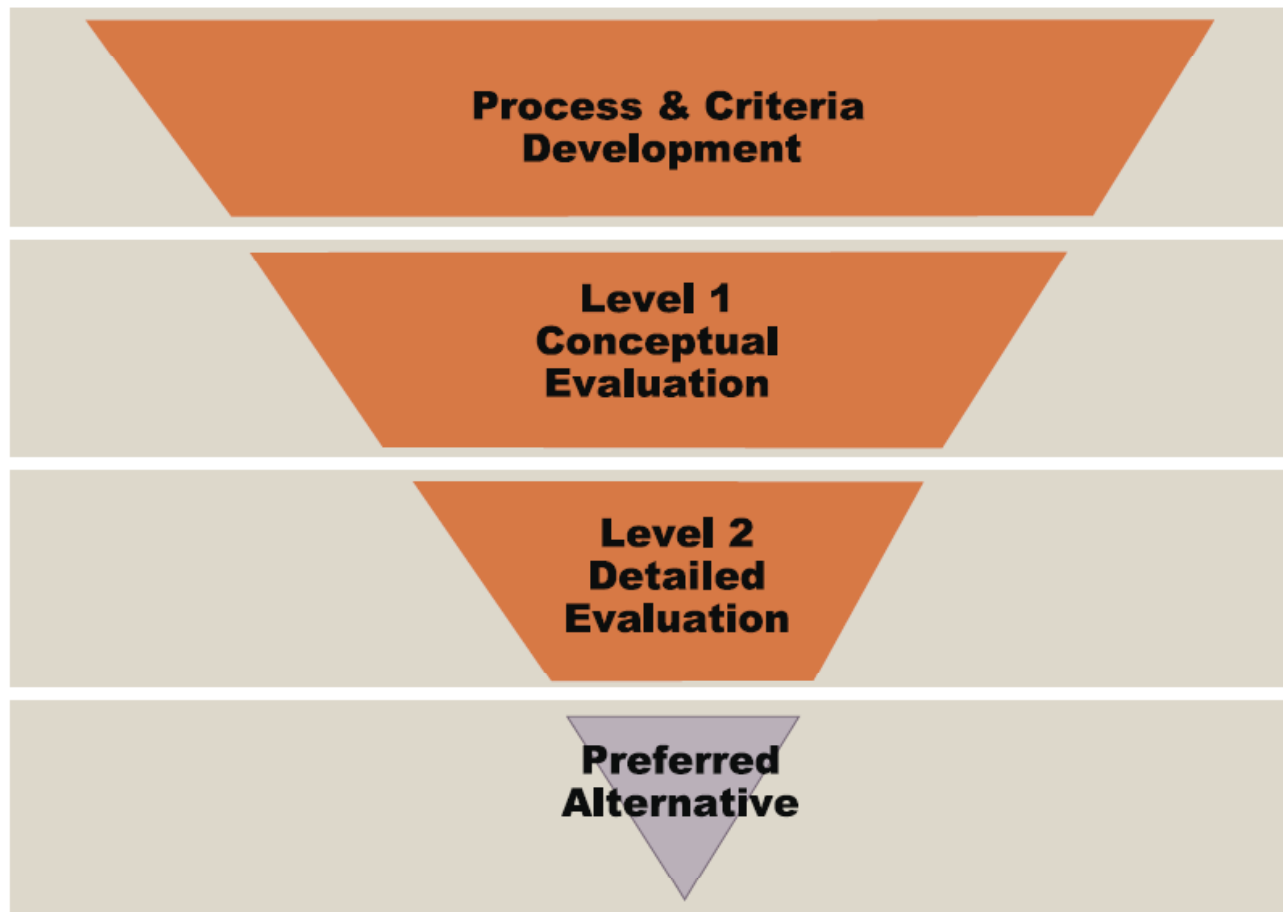 Process & Criteria
Development
Level 1
Conceptual
Evaluation
Level 2
Detailed
Evaluation
Preferred
Alternative